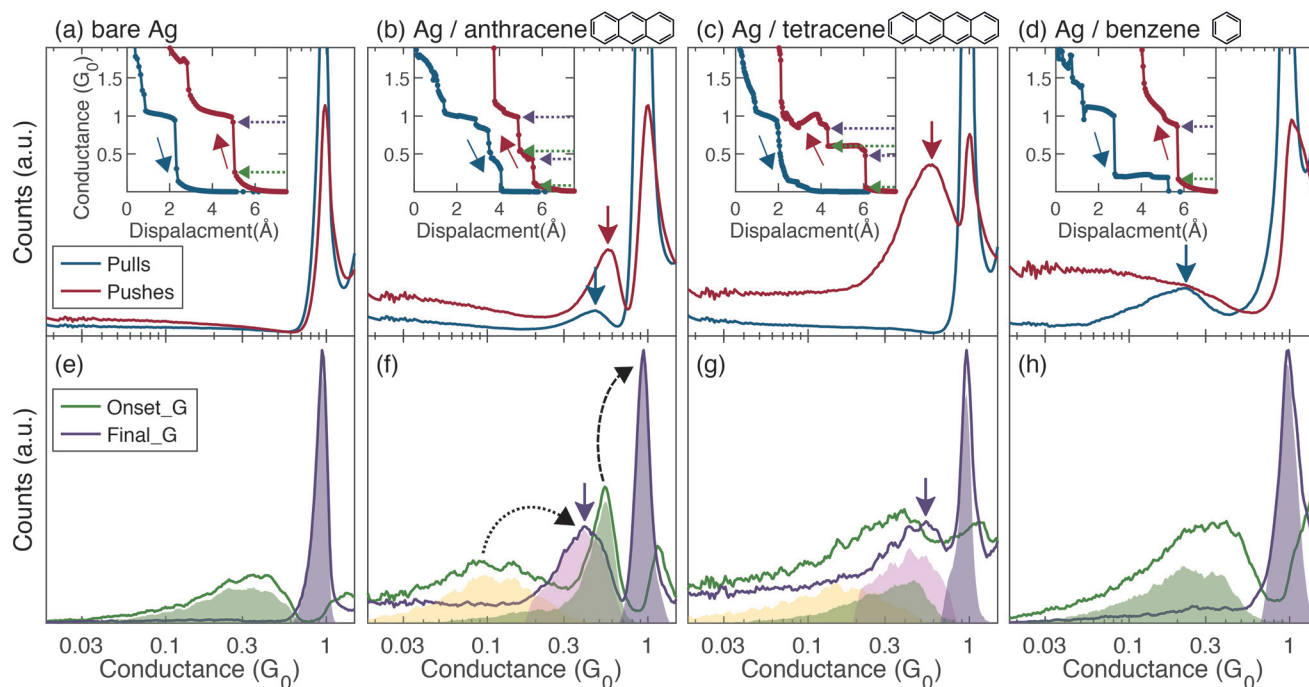 (a) bare Ag
(b) Ag / anthracene
(c) Ag / tetracene
(d) Ag / benzene
Counts (a.u.)
Conductance (G0)
1.5
1
0.5
0 2 4 6
Dispalacment(Å)
1.5
1
0.5
0 2 4 6
Dispalacment(Å)
1.5
1
0.5
0 2 4 6
Dispalacment(Å)
1.5
1
0.5
0 2 4 6
Dispalacment(Å)
Pulls
Pushes
(e)
(f)
(g)
(h)
Counts (a.u.)
Onset_G
Final_G
0.03 0.1 0.3 1
0.03 0.1 0.3 1
0.03 0.1 0.3 1
0.03 0.1 0.3 1
Conductance (G0)
Conductance (G0)
Conductance (G0)
Conductance (G0)